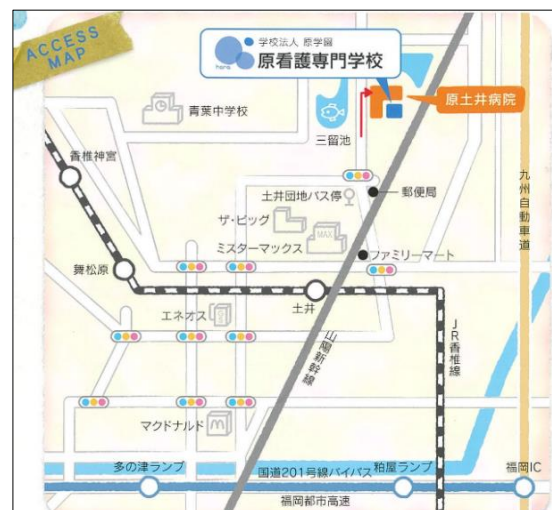 ACCESS
MAP
hara
学校法人 原学園
原看護専門学校
原土井病院
青葉中学校
三留池
香椎神宮
土井団地バス停
郵便局
九州自動車道
ザ・ビッグ
MAX
ミスターマックス
ファミリーマート
舞松原
土井
エネオス
山陽新幹線
JR香椎線
マクドナルド
多の津ランプ
国道201号線バイパス
粕屋ランプ
福岡IC
福岡都市高速